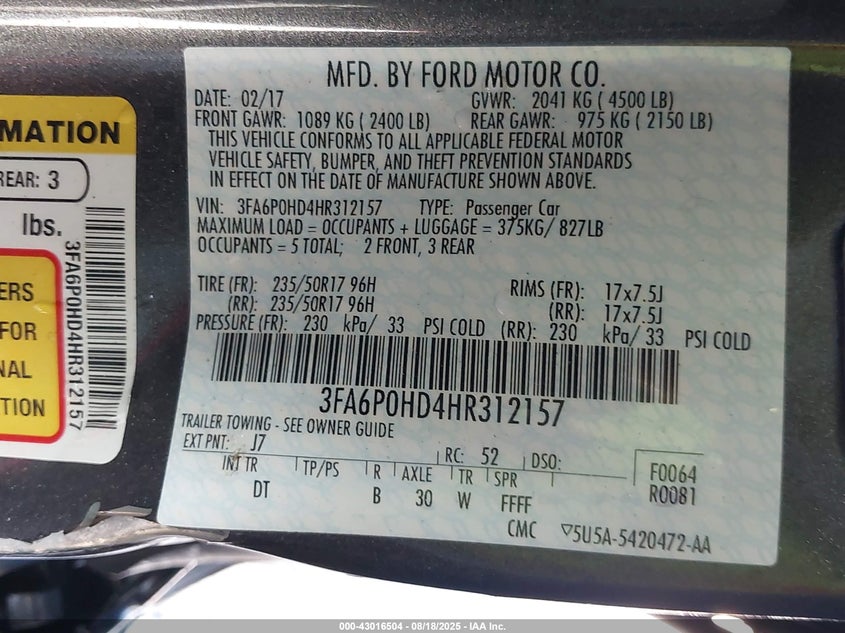 MFD. BY FORD MOTOR CO.
DATE: 02/17 GVWR: 2041 KG ( 4500 LB)
FRONT GAWR: 1089 KG ( 2400 LB) REAR GAWR: 975 KG ( 2150 LB)
THIS VEHICLE CONFORMS TO ALL APPLICABLE FEDERAL MOTOR
VEHICLE SAFETY, BUMPER, AND THEFT PREVENTION STANDARDS
IN EFFECT ON THE DATE OF MANUFACTURE SHOWN ABOVE.
VIN: 3FA6P0HD4HR312157 TYPE: Passenger Car
MAXIMUM LOAD = OCCUPANTS + LUGGAGE = 375KG/ 827LB
OCCUPANTS = 5 TOTAL; 2 FRONT, 3 REAR
TIRE (FR): 235/50R17 96H RIMS (FR): 17x7.5J
(RR): 235/50R17 96H (RR): 17x7.5J
PRESSURE (FR): 230 kPa/ 33 PSI COLD (RR): 230 kPa/ 33 PSI COLD
3FA6P0HD4HR312157
TRAILER TOWING - SEE OWNER GUIDE
EXT PNT: J7 RC: 52 DSO:
INT TR TP/PS R AXLE TR SPR
DT B 30 W FFFF
F0064
R0081
CMC ▽5U5A-5420472-AA
MATION
REAR: 3
lbs.
3FA6P0HD4HR312157
ERS
FOR
NAL
TION
000-43016504 - 08/18/2025 - IAA Inc.